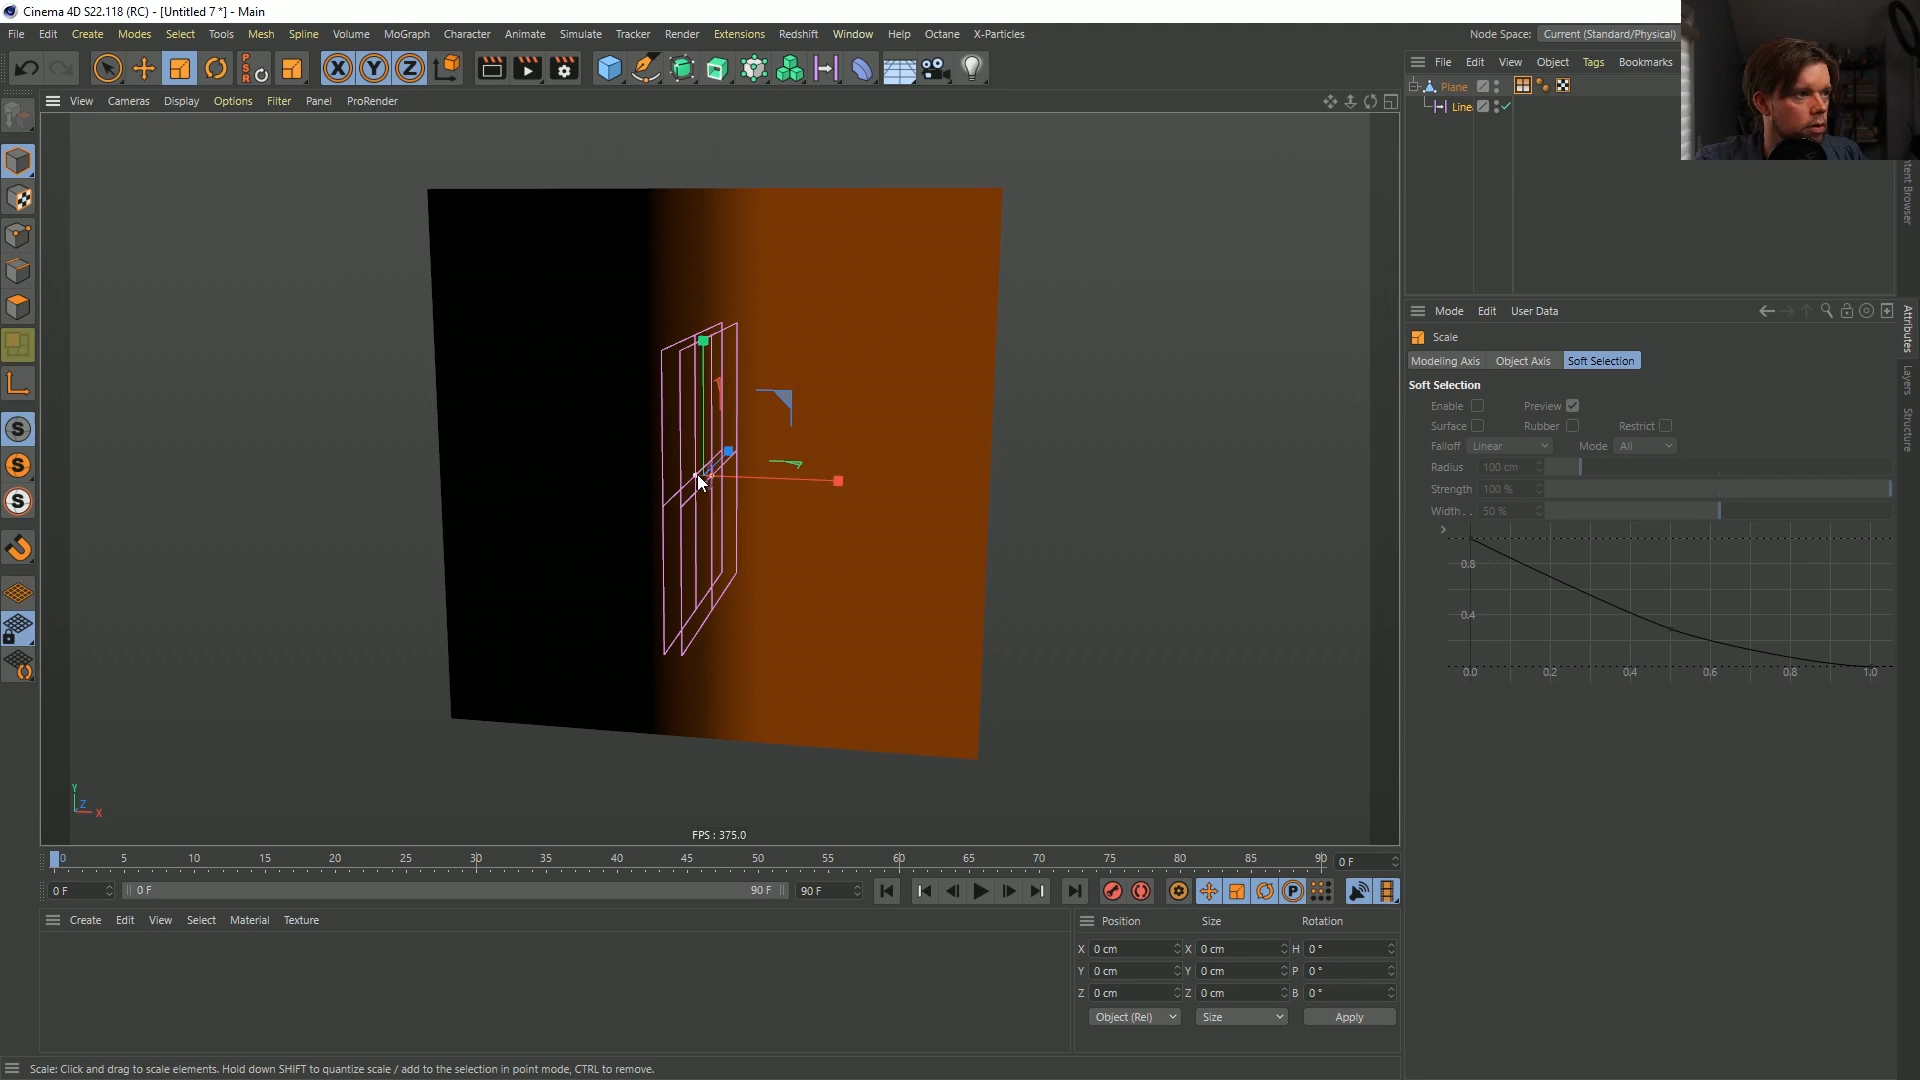 Cinema 4D S22.118 (RC) - [Untitled 7 *] - Main
File Edit Create Modes Select Tools Mesh Spline Volume MoGraph Character Animate Simulate Tracker Render Extensions Redshift Window Help Octane X-Particles
Node Space: Current (Standard/Physical)
P
S
R
X Y Z
File Edit View Object Tags Bookmarks
Plane
Line
View Cameras Display Options Filter Panel ProRender
Mode Edit User Data
Scale
Modeling Axis Object Axis Soft Selection
Soft Selection
Enable Preview
Surface Rubber Restrict
Falloff Linear Mode All
Radius 100 cm
Strength 100 %
Width . . 50 %
0.8
0.4
0.0 0.2 0.4 0.6 0.8 1.0
Attributes
Layers
Structure
tent Browser
S
S
S
Y
Z
X
FPS : 375.0
0 5 10 15 20 25 30 35 40 45 50 55 60 65 70 75 80 85 90 0 F
0 F 0 F 90 F 90 F
P
Create Edit View Select Material Texture
Position Size Rotation
X 0 cm X 0 cm H 0 °
Y 0 cm Y 0 cm P 0 °
Z 0 cm Z 0 cm B 0 °
Object (Rel) Size Apply
Scale: Click and drag to scale elements. Hold down SHIFT to quantize scale / add to the selection in point mode, CTRL to remove.